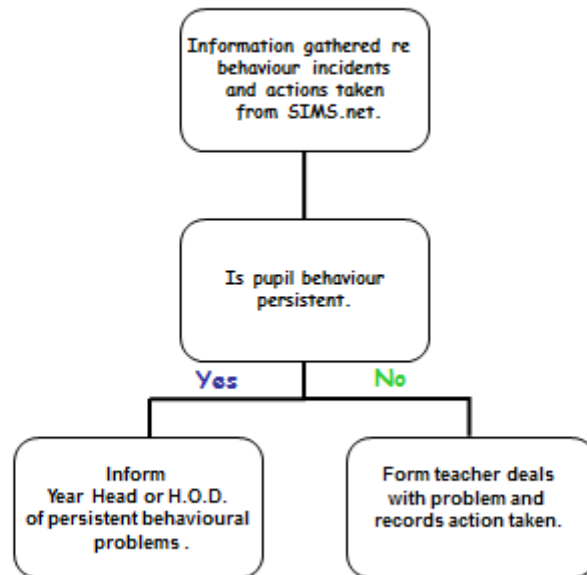 Information gathered re
behaviour incidents
and actions taken
from SIMS.net.
Is pupil behaviour
persistent.
Yes
No
Inform
Year Head or H.O.D.
of persistent behavioural
problems .
Form teacher deals
with problem and
records action taken.